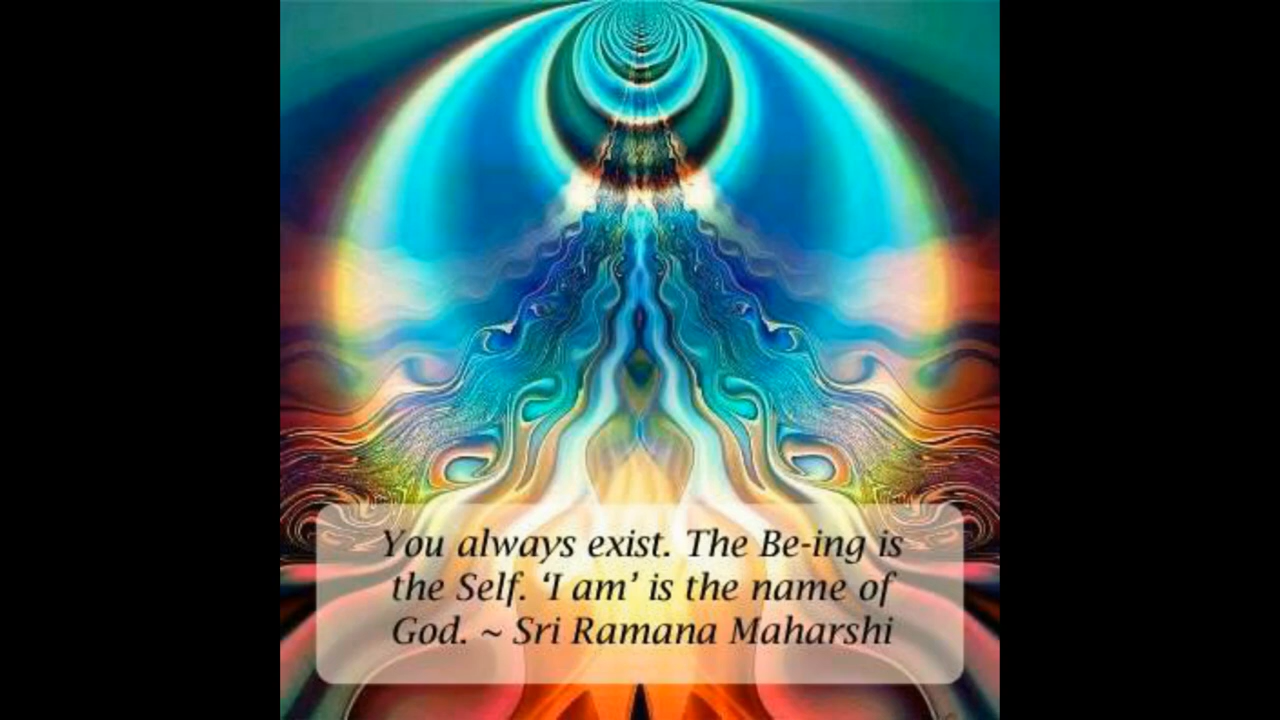 You always exist. The Be-ing is
the Self. ‘I am’ is the name of
God. ~ Sri Ramana Maharshi